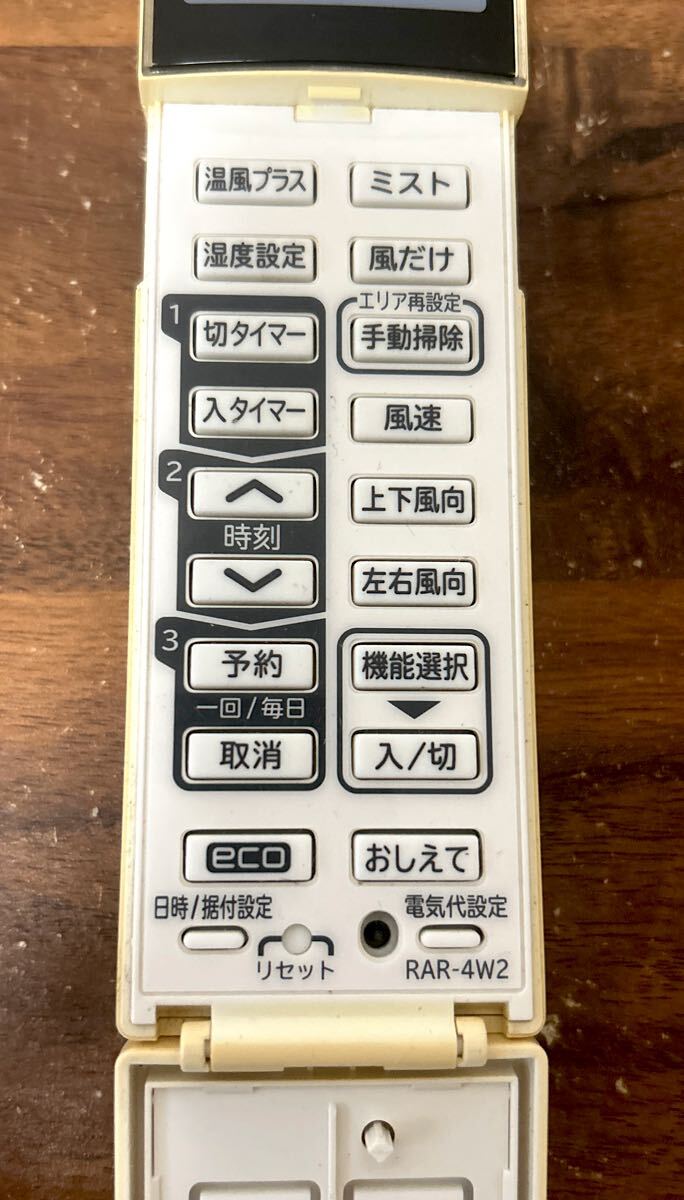 温風プラス
ミスト
湿度設定
風だけ
エリア再設定
1
切タイマー
手動掃除
入タイマー
風速
2
時刻
上下風向
左右風向
3
予約
機能選択
一回/毎日
取消
入/切
eco
おしえて
日時/据付設定
電気代設定
リセット
RAR-4W2